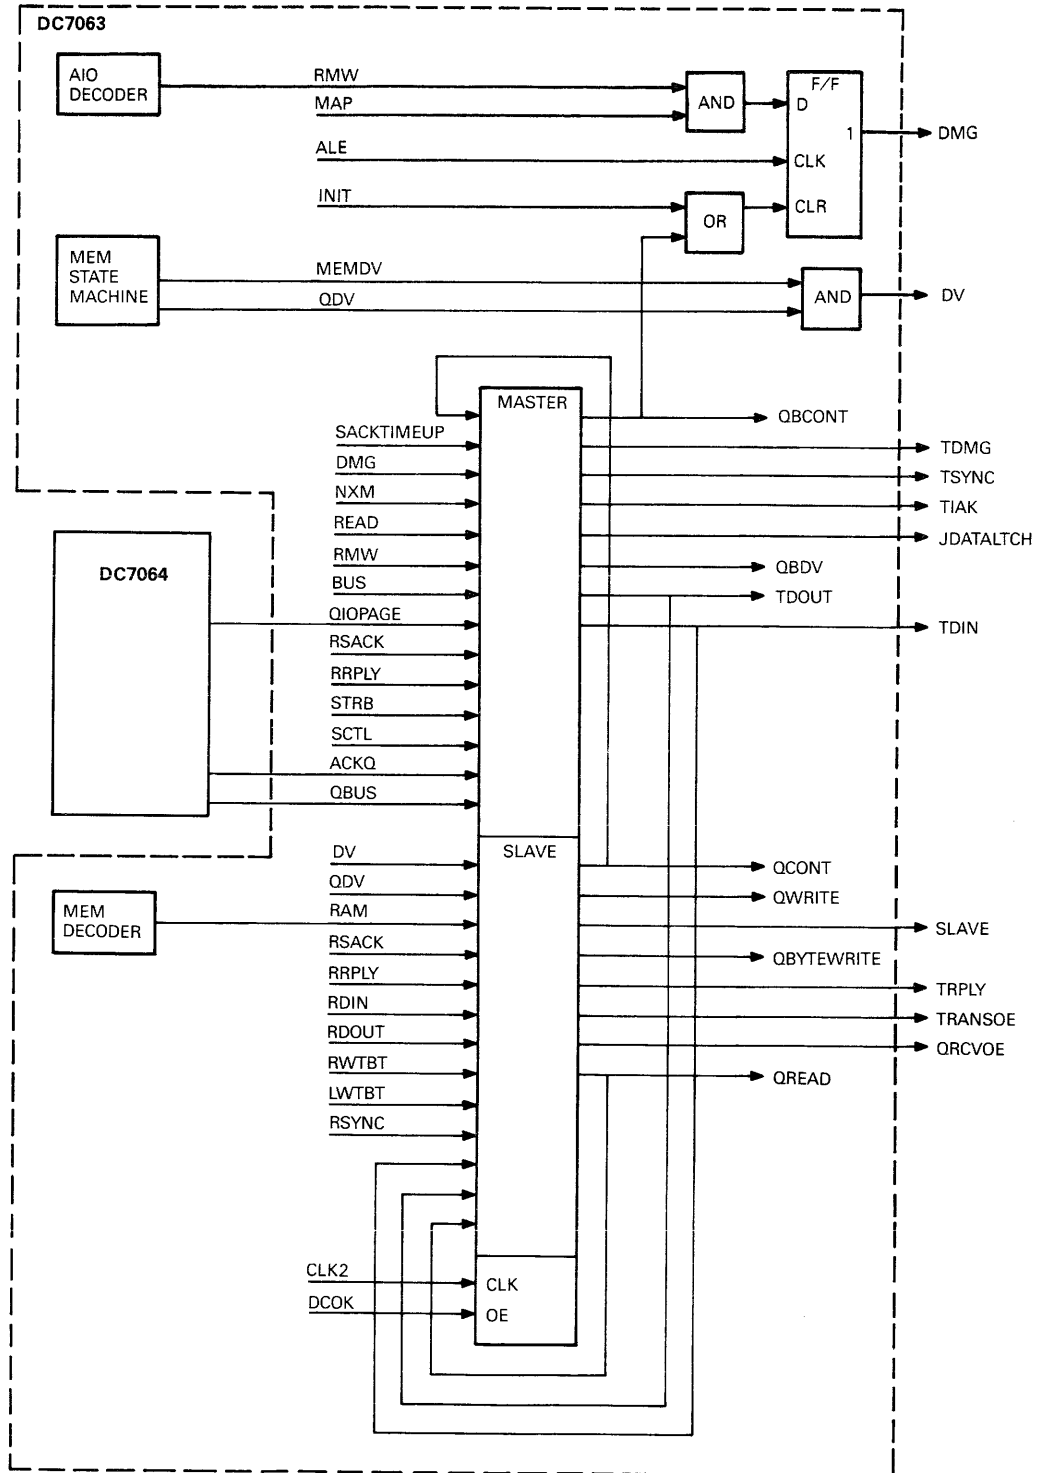 DC7063
AIO
DECODER
RMW
MAP
AND
F/F
D
1
DMG
ALE
CLK
INIT
OR
CLR
MEM
STATE
MACHINE
MEMDV
QDV
AND
DV
MASTER
QBCONT
SACKTIMEUP
TDMG
DMG
TSYNC
NXM
TIAK
READ
JDATALTCH
RMW
QBDV
BUS
TDOUT
DC7064
QIOPAGE
TDIN
RSACK
RRPLY
STRB
SCTL
ACKQ
QBUS
DV
SLAVE
QCONT
QDV
QWRITE
MEM
DECODER
RAM
SLAVE
RSACK
QBYTEWRITE
RRPLY
TRPLY
RDIN
TRANSOE
RDOUT
QRCVOE
RWTBT
QREAD
LWTBT
RSYNC
CLK2
CLK
DCOK
OE